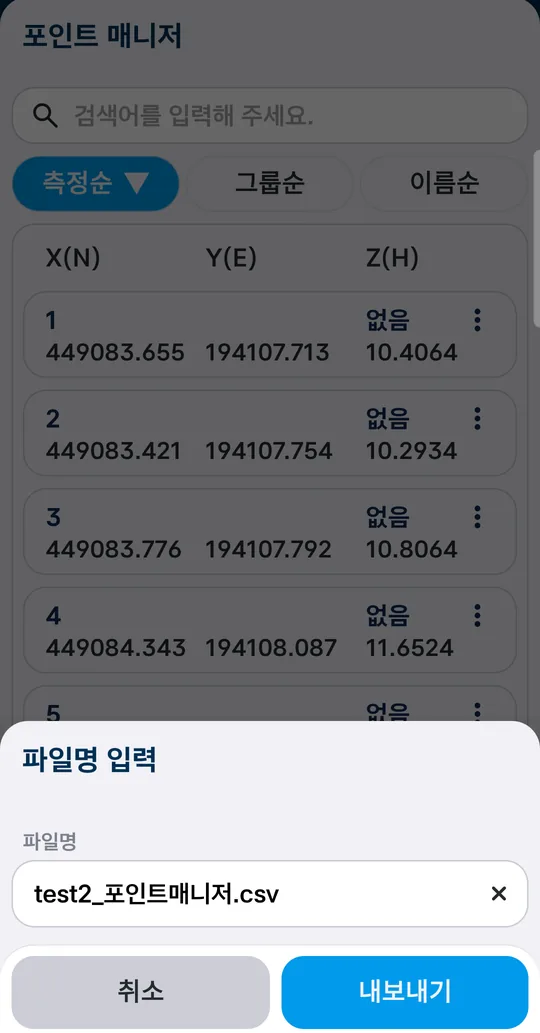 포인트 매니저
검색어를 입력해 주세요.
측정순 ▼ 그룹순 이름순
X(N) Y(E) Z(H)
1 없음
449083.655 194107.713 10.4064
2 없음
449083.421 194107.754 10.2934
3 없음
449083.776 194107.792 10.8064
4 없음
449084.343 194108.087 11.6524
5 없음
파일명 입력
파일명
test2_포인트매니저.csv
취소 내보내기